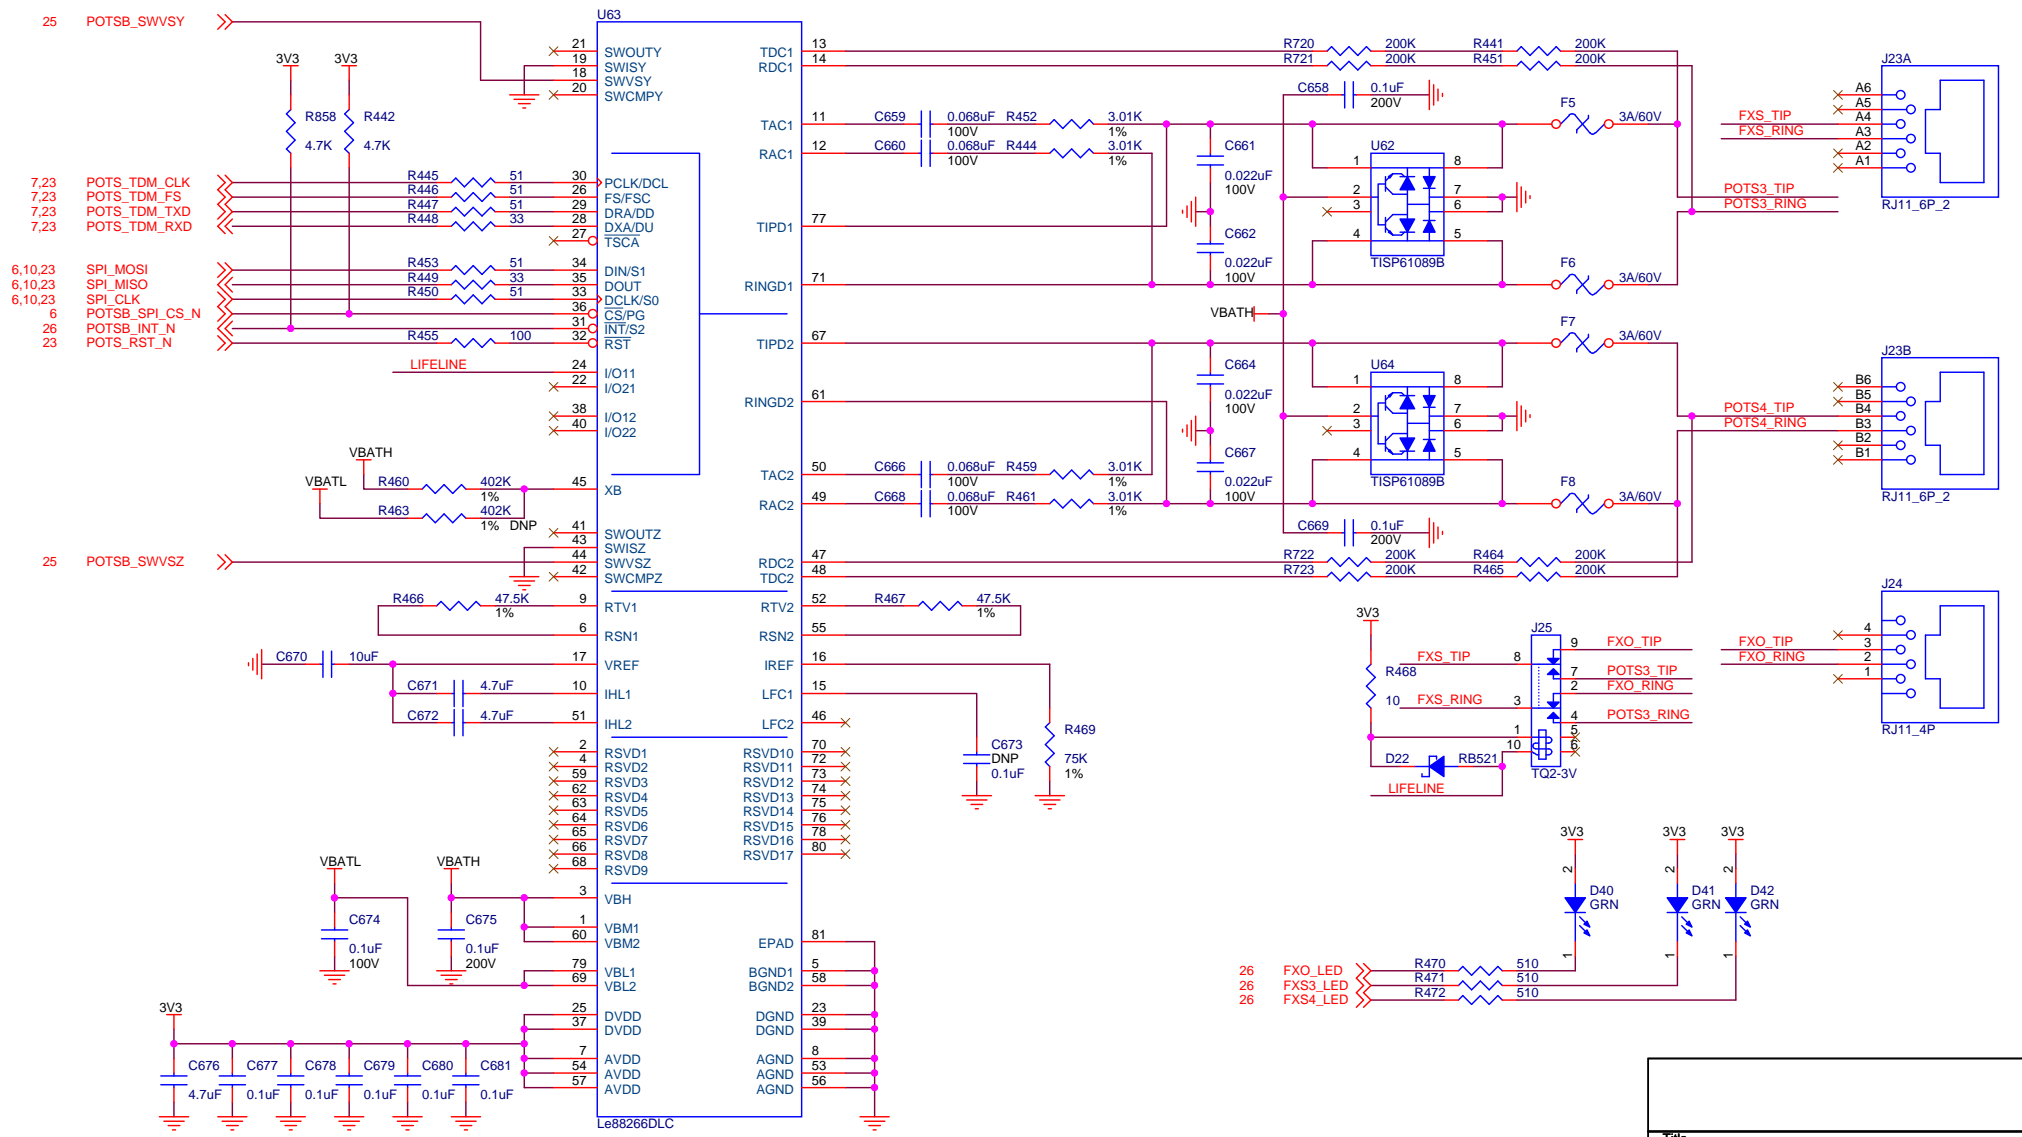 25 POTSB_SWVSY
3V3 3V3
R858 4.7K
R442 4.7K
7,23 POTS_TDM_CLK R445 51
7,23 POTS_TDM_FS R446 51
7,23 POTS_TDM_TXD R447 51
7,23 POTS_TDM_RXD R448 33
6,10,23 SPI_MOSI R453 51
6,10,23 SPI_MISO R449 33
6,10,23 SPI_CLK R450 51
6 POTSB_SPI_CS_N
26 POTSB_INT_N
23 POTS_RST_N R455 100
LIFELINE
VBATH
VBATL
R460 402K 1%
R463 402K 1% DNP
25 POTSB_SWVSZ
R466 47.5K 1%
C670 10uF
C671 4.7uF
C672 4.7uF
VBATL VBATH
C674 0.1uF 100V
C675 0.1uF 200V
3V3
C676 4.7uF
C677 0.1uF
C678 0.1uF
C679 0.1uF
C680 0.1uF
C681 0.1uF
U63
21 SWOUTY
19 SWISY
18 SWVSY
20 SWCMPY
30 PCLK/DCL
26 FS/FSC
29 DRA/DD
28 DXA/DU
27 TSCA
34 DIN/S1
35 DOUT
33 DCLK/S0
36 CS/PG
31 INT/S2
32 RST
24 I/O11
22 I/O21
38 I/O12
40 I/O22
45 XB
41 SWOUTZ
43 SWISZ
44 SWVSZ
42 SWCMPZ
9 RTV1
6 RSN1
17 VREF
10 IHL1
51 IHL2
2 RSVD1
4 RSVD2
59 RSVD3
62 RSVD4
63 RSVD5
64 RSVD6
65 RSVD7
66 RSVD8
68 RSVD9
3 VBH
1 VBM1
60 VBM2
79 VBL1
69 VBL2
25 DVDD
37 DVDD
7 AVDD
54 AVDD
57 AVDD
Le88266DLC
TDC1 13
RDC1 14
TAC1 11
RAC1 12
TIPD1 77
RINGD1 71
TIPD2 67
RINGD2 61
TAC2 50
RAC2 49
RDC2 47
TDC2 48
RTV2 52
RSN2 55
IREF 16
LFC1 15
LFC2 46
RSVD10 70
RSVD11 72
RSVD12 73
RSVD13 74
RSVD14 75
RSVD15 76
RSVD16 78
RSVD17 80
EPAD 81
BGND1 5
BGND2 58
DGND 23
DGND 39
AGND 8
AGND 53
AGND 56
R720 200K R441 200K
R721 200K R451 200K
C658 0.1uF 200V
C659 0.068uF 100V R452 3.01K 1%
C660 0.068uF 100V R444 3.01K 1%
C661 0.022uF 100V
C662 0.022uF 100V
U62
1 8
2 7
3 6
4 5
TISP61089B
F5 3A/60V
F6 3A/60V
VBATH
F7 3A/60V
C664 0.022uF 100V
C667 0.022uF 100V
U64
1 8
2 7
3 6
4 5
TISP61089B
C666 0.068uF 100V R459 3.01K 1%
C668 0.068uF 100V R461 3.01K 1%
F8 3A/60V
C669 0.1uF 200V
R722 200K R464 200K
R723 200K R465 200K
R467 47.5K 1%
R469 75K 1%
C673 DNP 0.1uF
J23A
A6
A5
FXS_TIP A4
FXS_RING A3
A2
A1
POTS3_TIP
POTS3_RING
RJ11_6P_2
J23B
B6
B5
POTS4_TIP B4
POTS4_RING B3
B2
B1
RJ11_6P_2
3V3
R468 10
J25
FXS_TIP 8
FXS_RING 3
1
10
9 FXO_TIP
7 POTS3_TIP
2 FXO_RING
4 POTS3_RING
5
6
TQ2-3V
D22 RB521
LIFELINE
J24
4
FXO_TIP 3
FXO_RING 2
1
RJ11_4P
3V3 3V3 3V3
2 2 2
D40 GRN
D41 GRN
D42 GRN
1 1 1
26 FXO_LED R470 510
26 FXS3_LED R471 510
26 FXS4_LED R472 510
Title